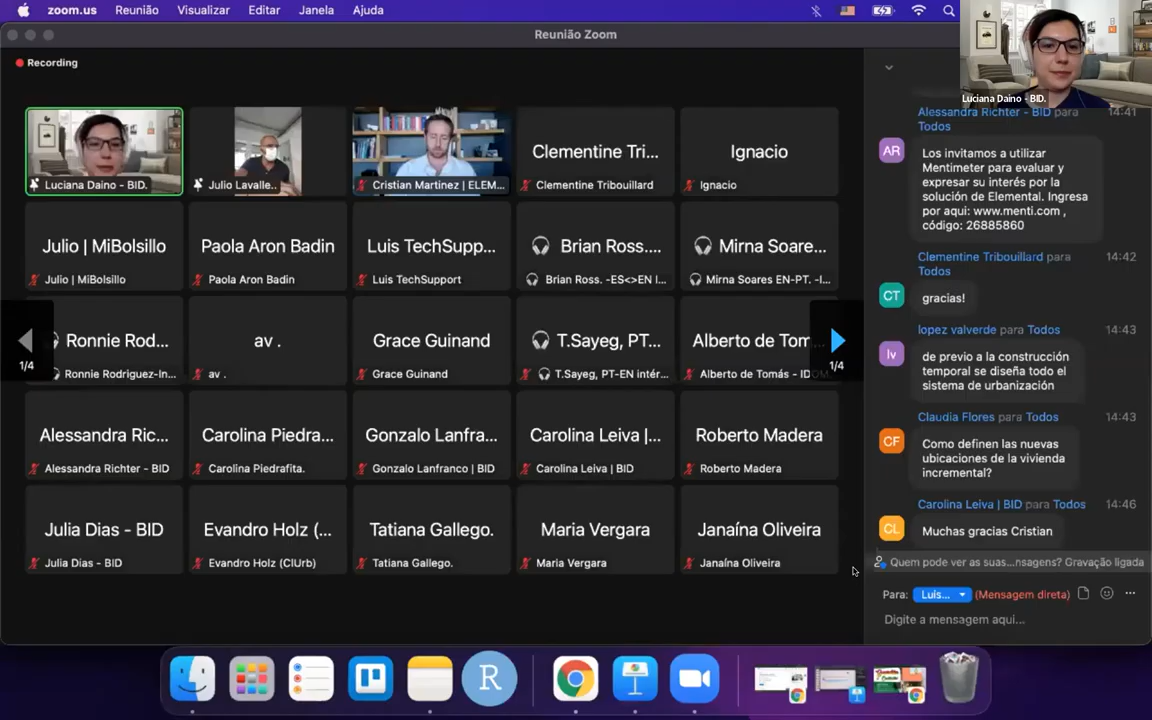 zoom.us Reunião Visualizar Editar Janela Ajuda
Reunião Zoom
Recording
Luciana Daino - BID.
Luciana Daino - BID.
Julio Lavalle..
Cristian Martinez | ELEM...
Clementine Tri...
Clementine Tribouillard
Ignacio
Ignacio
Julio | MiBolsillo
Julio | MiBolsillo
Paola Aron Badin
Paola Aron Badin
Luis TechSupp...
Luis TechSupport
Brian Ross....
Brian Ross. -ES<>EN I...
Mirna Soare...
Mirna Soares EN-PT. -I...
Ronnie Rod...
Ronnie Rodriguez-In...
av .
av .
Grace Guinand
Grace Guinand
T.Sayeg, PT...
T.Sayeg, PT-EN intér...
Alberto de Tom...
Alberto de Tomás - IDOM
1/4
1/4
Alessandra Ric...
Alessandra Richter - BID
Carolina Piedra...
Carolina Piedrafita.
Gonzalo Lanfra...
Gonzalo Lanfranco | BID
Carolina Leiva |...
Carolina Leiva | BID
Roberto Madera
Roberto Madera
Julia Dias - BID
Julia Dias - BID
Evandro Holz (...
Evandro Holz (CIUrb)
Tatiana Gallego.
Tatiana Gallego.
Maria Vergara
Maria Vergara
Janaína Oliveira
Janaína Oliveira
Alessandra Richter - BID para
Todos
14:41
AR
Los invitamos a utilizar
Mentimeter para evaluar y
expresar su interés por la
solución de Elemental. Ingresa
por aqui: www.menti.com ,
código: 26885860
Clementine Tribouillard para
Todos
14:42
CT
gracias!
lopez valverde para Todos
14:43
lv
de previo a la construcción
temporal se diseña todo el
sistema de urbanización
Claudia Flores para Todos
14:43
CF
Como definen las nuevas
ubicaciones de la vivienda
incremental?
Carolina Leiva | BID para Todos
14:46
CL
Muchas gracias Cristian
Quem pode ver as suas...nsagens? Gravação ligada
Para: Luis... (Mensagem direta)
Digite a mensagem aqui...
R